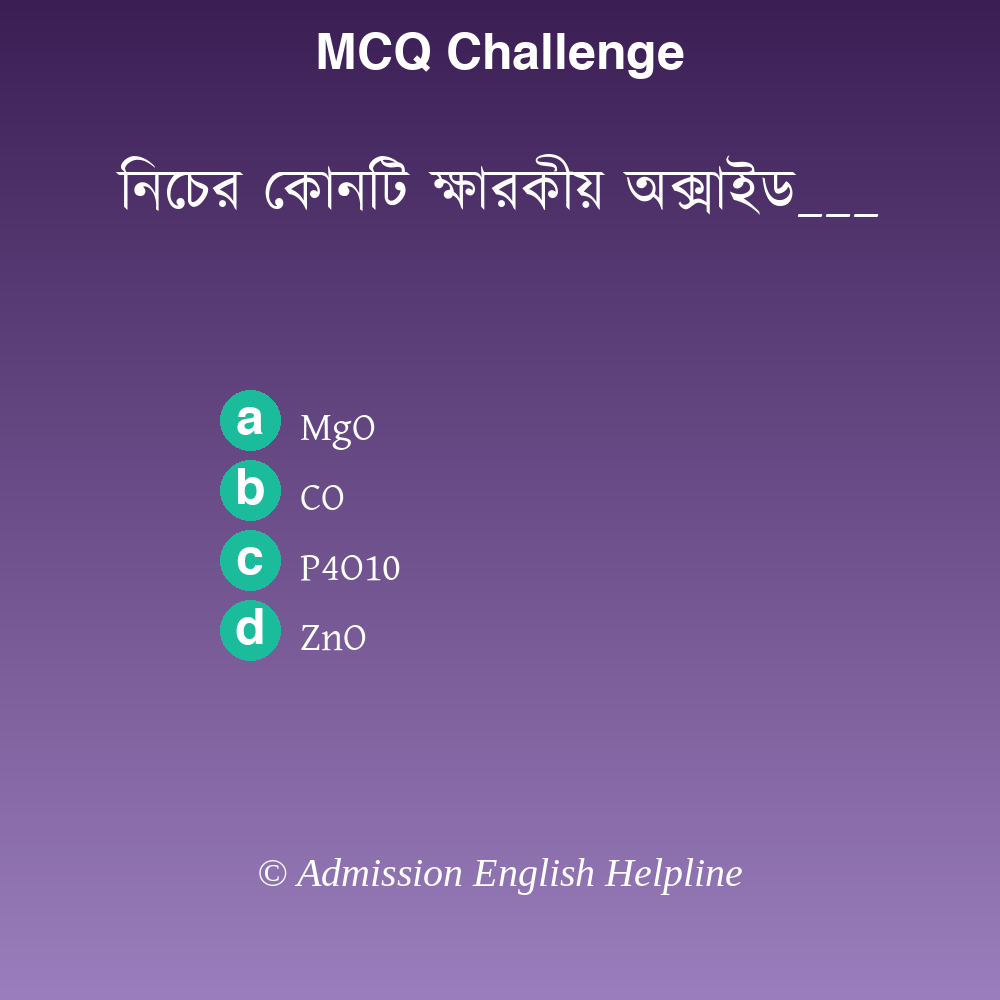 MCQ Challenge
নিচের কোনটি ক্ষারকীয় অক্সাইড___
a MgO
b CO
c P4O10
d ZnO
© Admission English Helpline